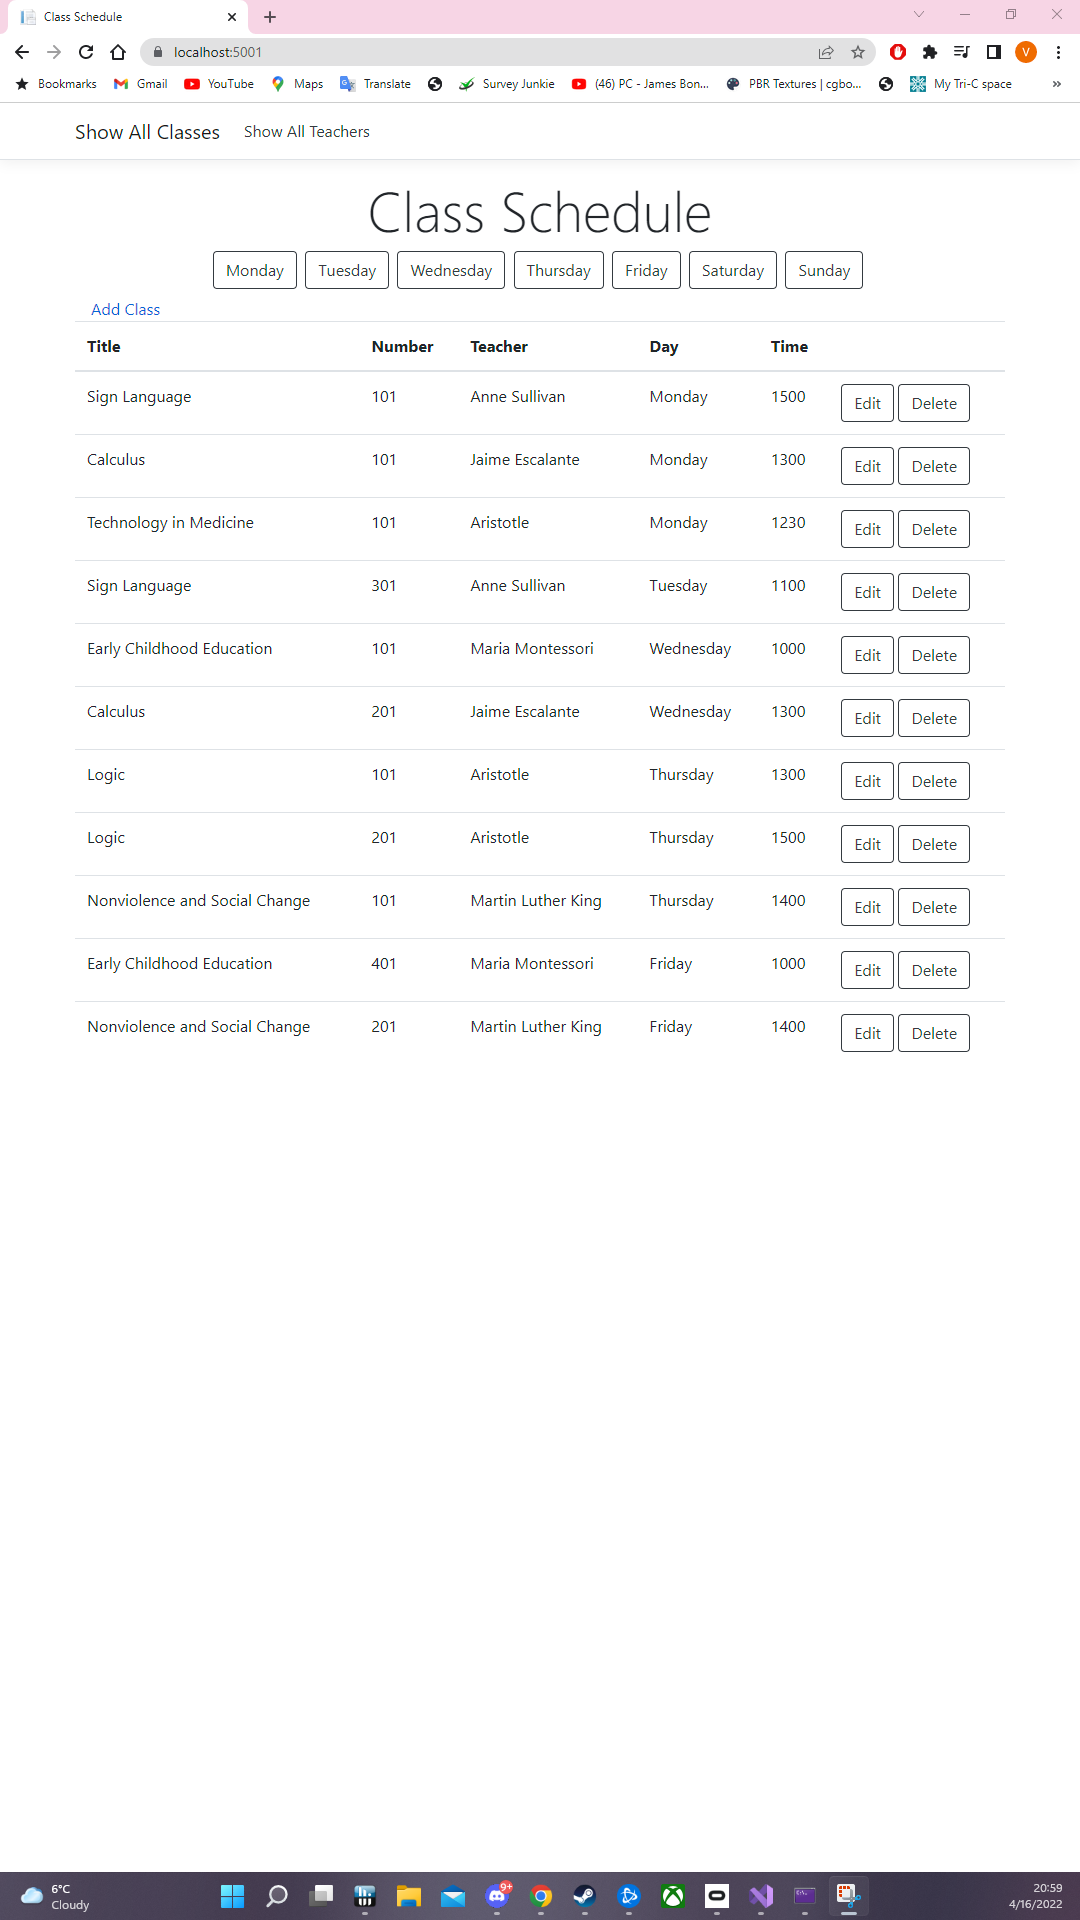 Class Schedule
localhost:5001
V
Bookmarks Gmail YouTube Maps Translate Survey Junkie (46) PC - James Bon... PBR Textures | cgbo... My Tri-C space »
Show All Classes Show All Teachers
Class Schedule
Monday Tuesday Wednesday Thursday Friday Saturday Sunday
Add Class
Title Number Teacher Day Time
Sign Language 101 Anne Sullivan Monday 1500 Edit Delete
Calculus 101 Jaime Escalante Monday 1300 Edit Delete
Technology in Medicine 101 Aristotle Monday 1230 Edit Delete
Sign Language 301 Anne Sullivan Tuesday 1100 Edit Delete
Early Childhood Education 101 Maria Montessori Wednesday 1000 Edit Delete
Calculus 201 Jaime Escalante Wednesday 1300 Edit Delete
Logic 101 Aristotle Thursday 1300 Edit Delete
Logic 201 Aristotle Thursday 1500 Edit Delete
Nonviolence and Social Change 101 Martin Luther King Thursday 1400 Edit Delete
Early Childhood Education 401 Maria Montessori Friday 1000 Edit Delete
Nonviolence and Social Change 201 Martin Luther King Friday 1400 Edit Delete
6°C
Cloudy
9+
20:59
4/16/2022